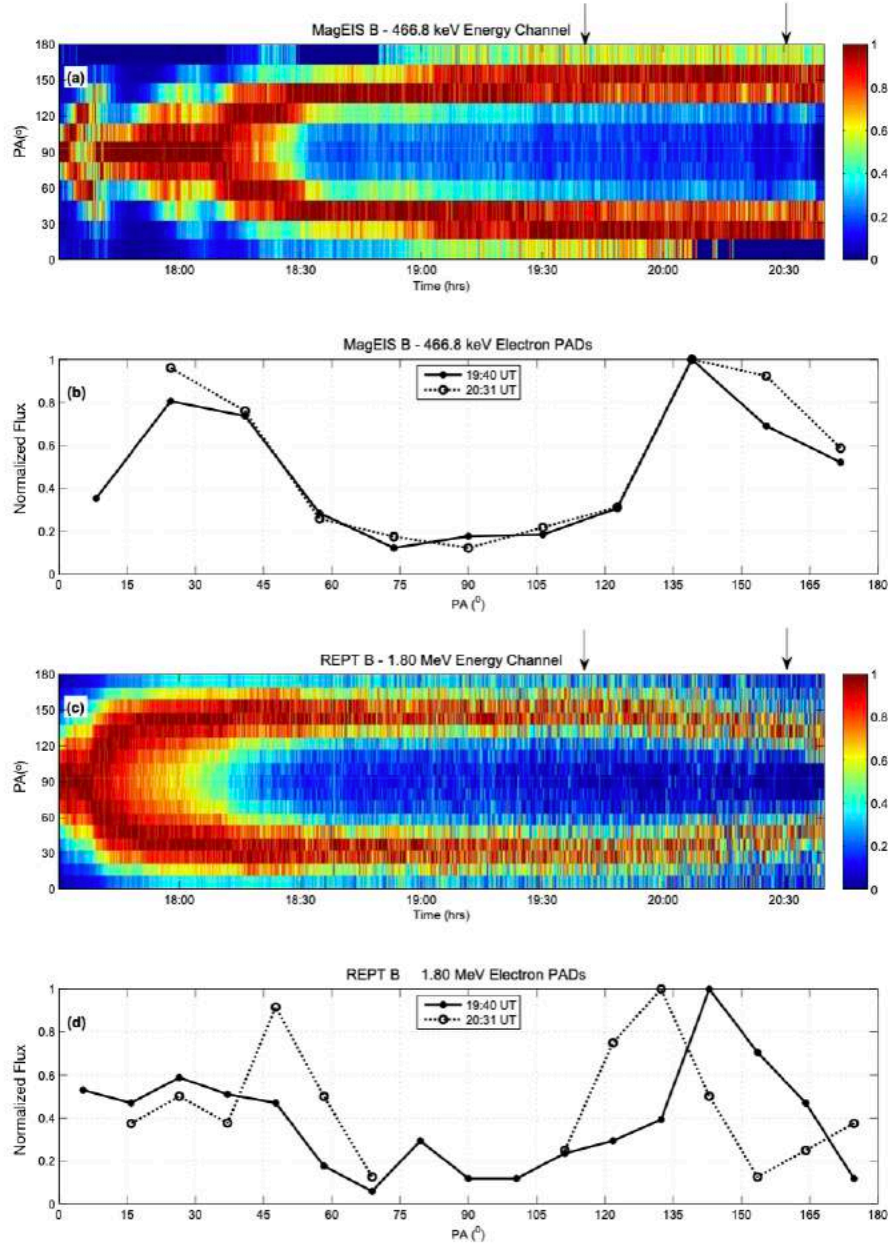 MagEIS B - 466.8 keV Energy Channel
(a)
PA(º)
180
150
120
90
60
30
0
18:00 18:30 19:00 19:30 20:00 20:30
Time (hrs)
1
0.8
0.6
0.4
0.2
0
MagEIS B - 466.8 keV Electron PADs
(b)
19:40 UT
20:31 UT
Normalized Flux
1
0.8
0.6
0.4
0.2
0
0 15 30 45 60 75 90 105 120 135 150 165 180
PA (⁰)
REPT B - 1.80 MeV Energy Channel
(c)
PA(º)
180
150
120
90
60
30
0
18:00 18:30 19:00 19:30 20:00 20:30
Time (hrs)
1
0.8
0.6
0.4
0.2
0
REPT B 1.80 MeV Electron PADs
(d)
19:40 UT
20:31 UT
Normalized Flux
1
0.8
0.6
0.4
0.2
0
0 15 30 45 60 75 90 105 120 135 150 165 180
PA (⁰)